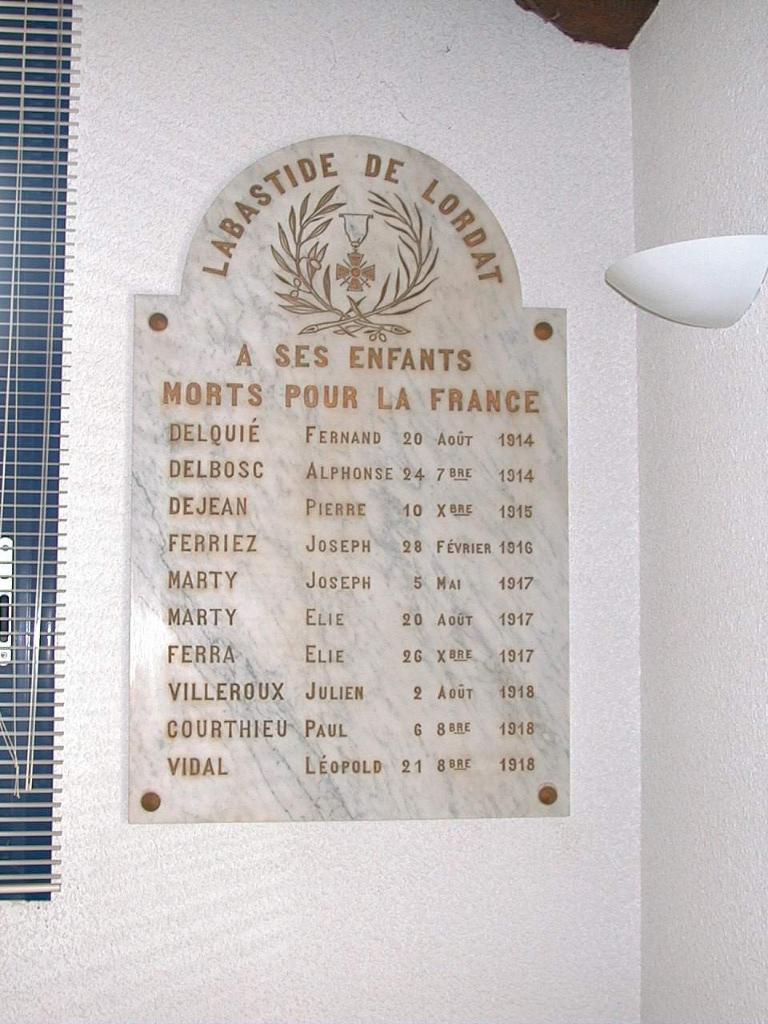 LABASTIDE DE LORDAT
A SES ENFANTS
MORTS POUR LA FRANCE
DELQUIÉ FERNAND 20 AOÛT 1914
DELBOSC ALPHONSE 24 7BRE 1914
DEJEAN PIERRE 10 XBRE 1915
FERRIEZ JOSEPH 28 FÉVRIER 1916
MARTY JOSEPH 5 MAI 1917
MARTY ELIE 20 AOÛT 1917
FERRA ELIE 26 XBRE 1917
VILLEROUX JULIEN 2 AOÛT 1918
COURTHIEU PAUL 6 8BRE 1918
VIDAL LÉOPOLD 21 8BRE 1918